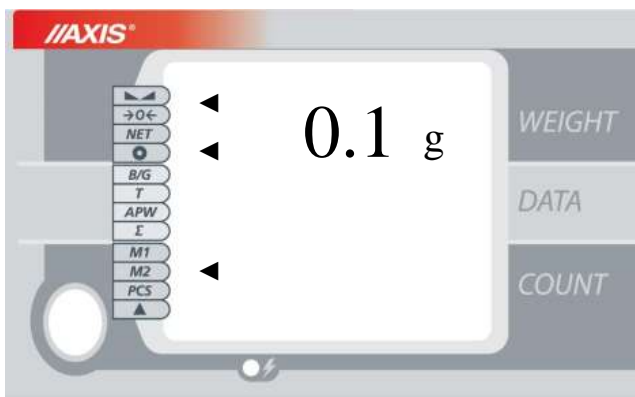 //AXIS®
→0←
NET
B/G
T
APW
Σ
M1
M2
PCS
0.1 g
WEIGHT
DATA
COUNT